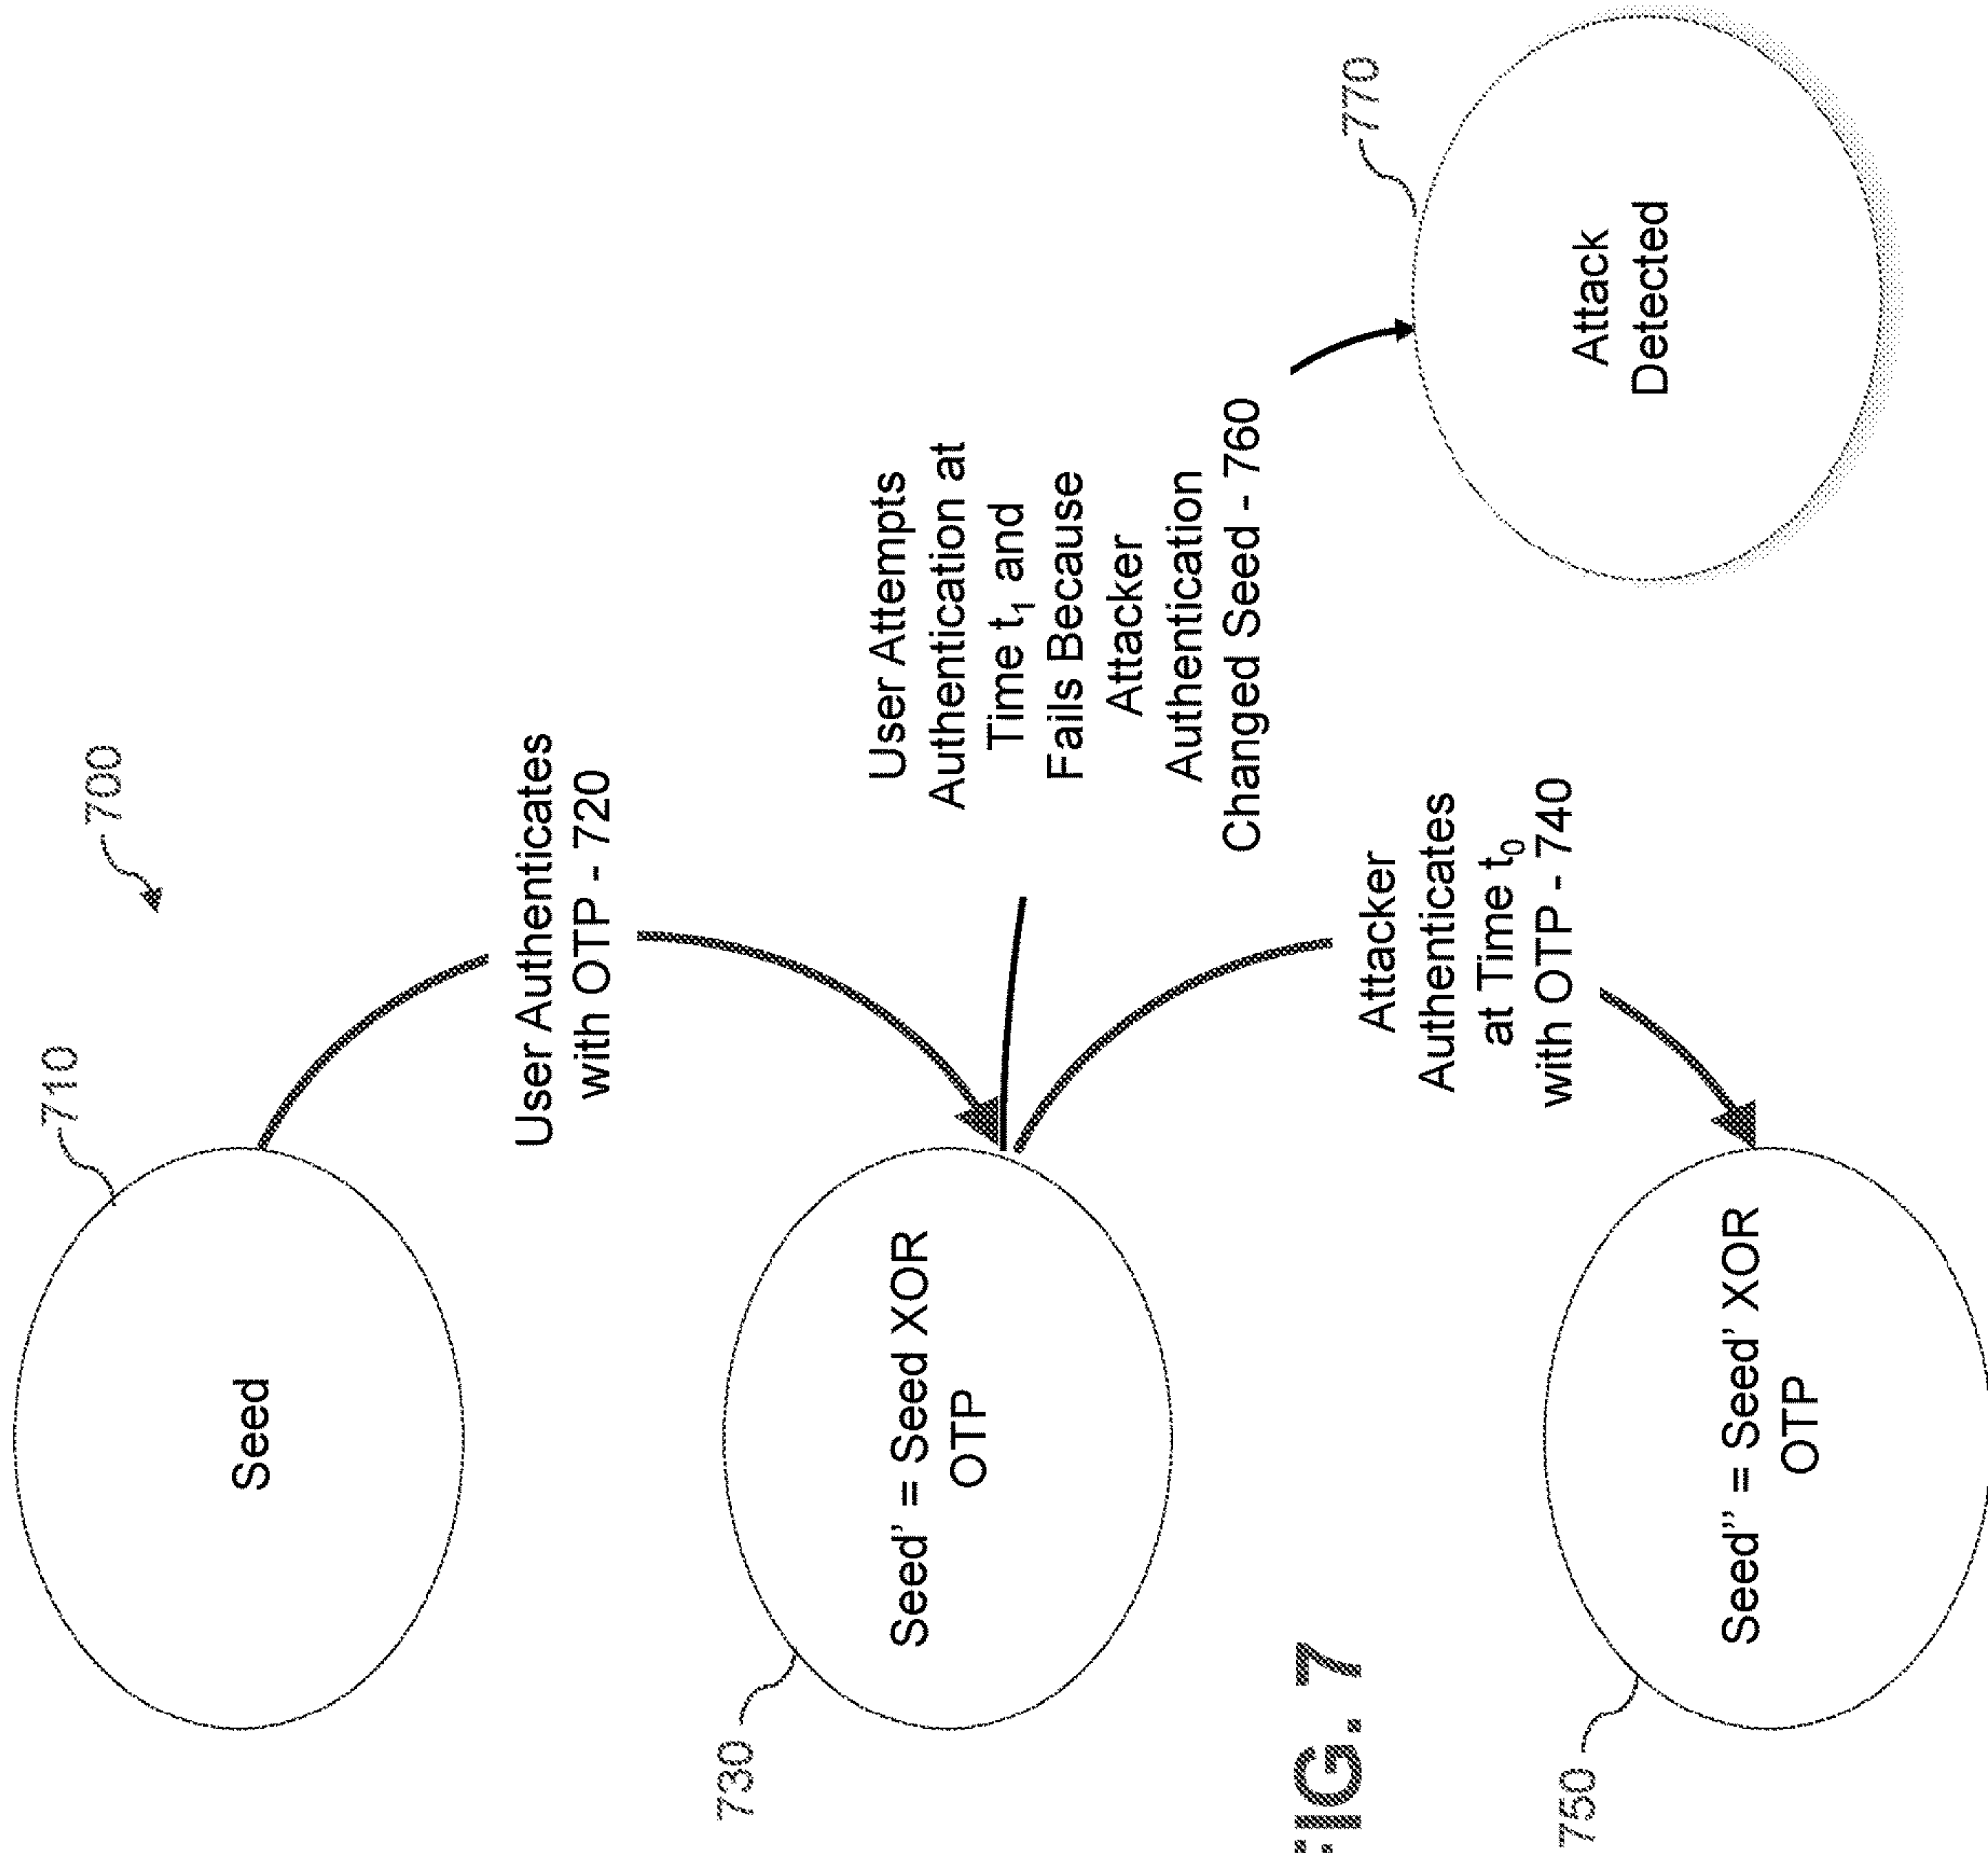 700
710
Seed
User Authenticates
with OTP - 720
730
Seed' = Seed XOR
OTP
User Attempts
Authentication at
Time t₁ and
Fails Because
Attacker
Authentication
Changed Seed - 760
770
Attack
Detected
Attacker
Authenticates
at Time t₀
with OTP - 740
750
Seed'' = Seed' XOR
OTP
FIG. 7